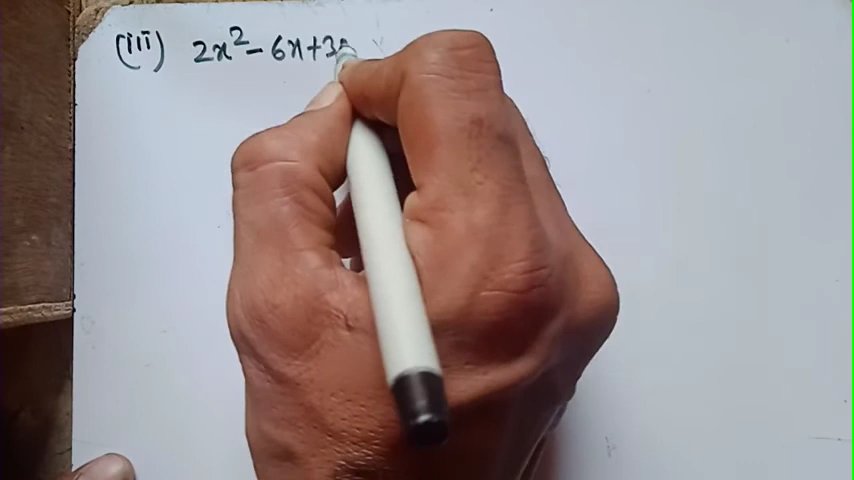 (iii) 2x² - 6x + 3